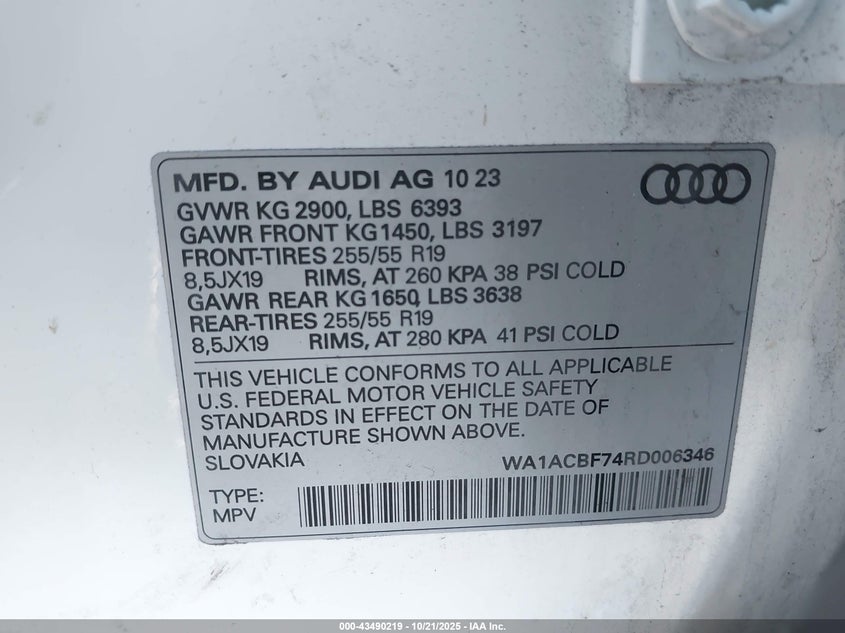 MFD. BY AUDI AG 10 23
GVWR KG 2900, LBS 6393
GAWR FRONT KG1450, LBS 3197
FRONT-TIRES 255/55 R19
8,5JX19 RIMS, AT 260 KPA 38 PSI COLD
GAWR REAR KG 1650, LBS 3638
REAR-TIRES 255/55 R19
8,5JX19 RIMS, AT 280 KPA 41 PSI COLD
THIS VEHICLE CONFORMS TO ALL APPLICABLE
U.S. FEDERAL MOTOR VEHICLE SAFETY
STANDARDS IN EFFECT ON THE DATE OF
MANUFACTURE SHOWN ABOVE.
SLOVAKIA WA1ACBF74RD006346
TYPE:
MPV
000-43490219 - 10/21/2025 - IAA Inc.